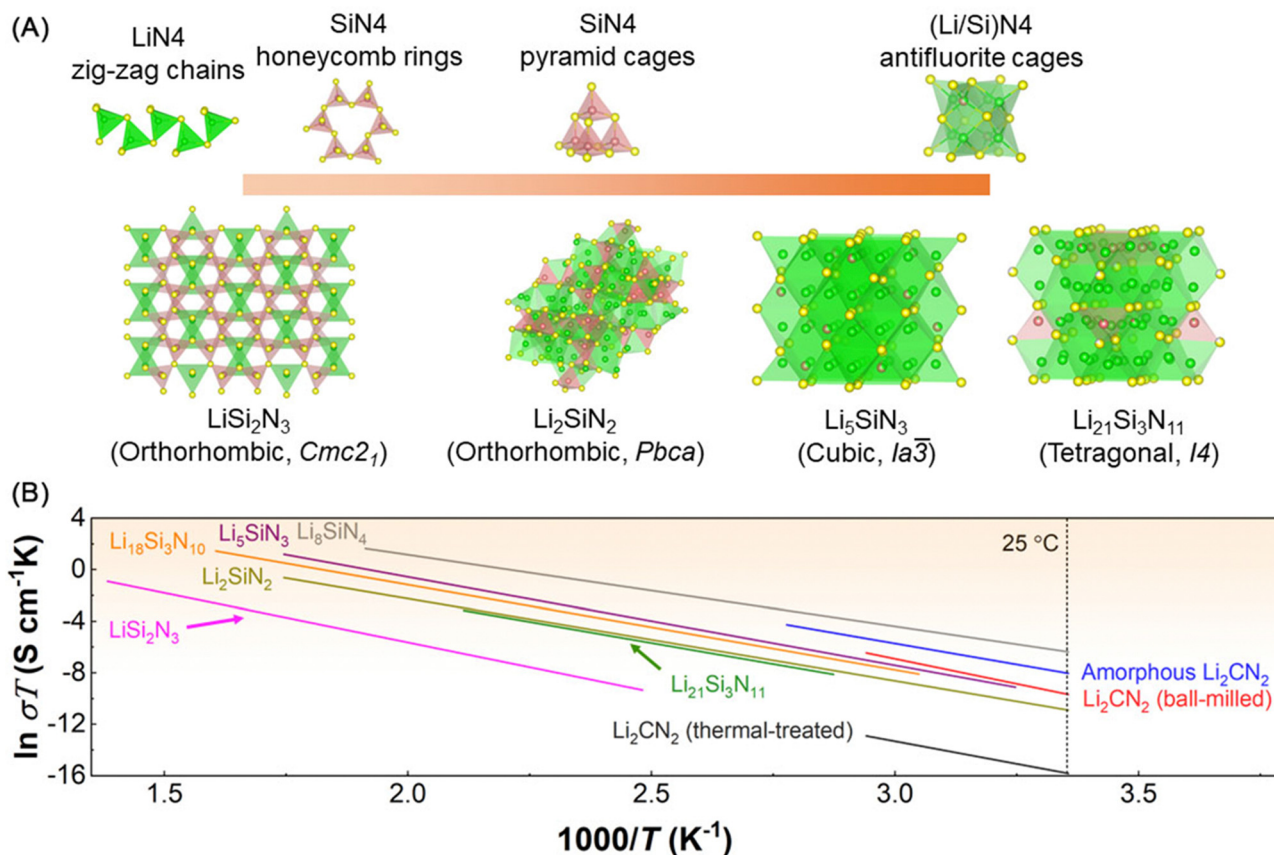 (A)
LiN4
zig-zag chains
SiN4
honeycomb rings
SiN4
pyramid cages
(Li/Si)N4
antifluorite cages
LiSi₂N₃
(Orthorhombic, Cmc2₁)
Li₂SiN₂
(Orthorhombic, Pbca)
Li₅SiN₃
(Cubic, Ia3̅)
Li₂₁Si₃N₁₁
(Tetragonal, I4)
(B)
ln σT (S cm⁻¹K)
4
0
-4
-8
-12
-16
Li₁₈Si₃N₁₀
Li₅SiN₃
Li₈SiN₄
25 °C
Li₂SiN₂
LiSi₂N₃
Li₂₁Si₃N₁₁
Amorphous Li₂CN₂
Li₂CN₂ (ball-milled)
Li₂CN₂ (thermal-treated)
1.5
2.0
2.5
3.0
3.5
1000/T (K⁻¹)